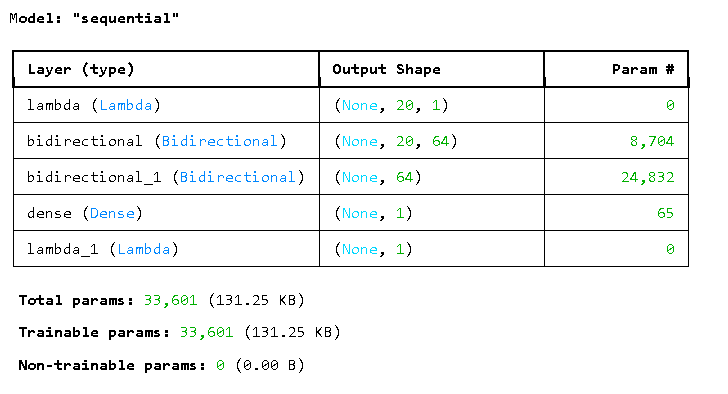 Model: "sequential"
Layer (type) Output Shape Param #
lambda (Lambda) (None, 20, 1) 0
bidirectional (Bidirectional) (None, 20, 64) 8,704
bidirectional_1 (Bidirectional) (None, 64) 24,832
dense (Dense) (None, 1) 65
lambda_1 (Lambda) (None, 1) 0
Total params: 33,601 (131.25 KB)
Trainable params: 33,601 (131.25 KB)
Non-trainable params: 0 (0.00 B)